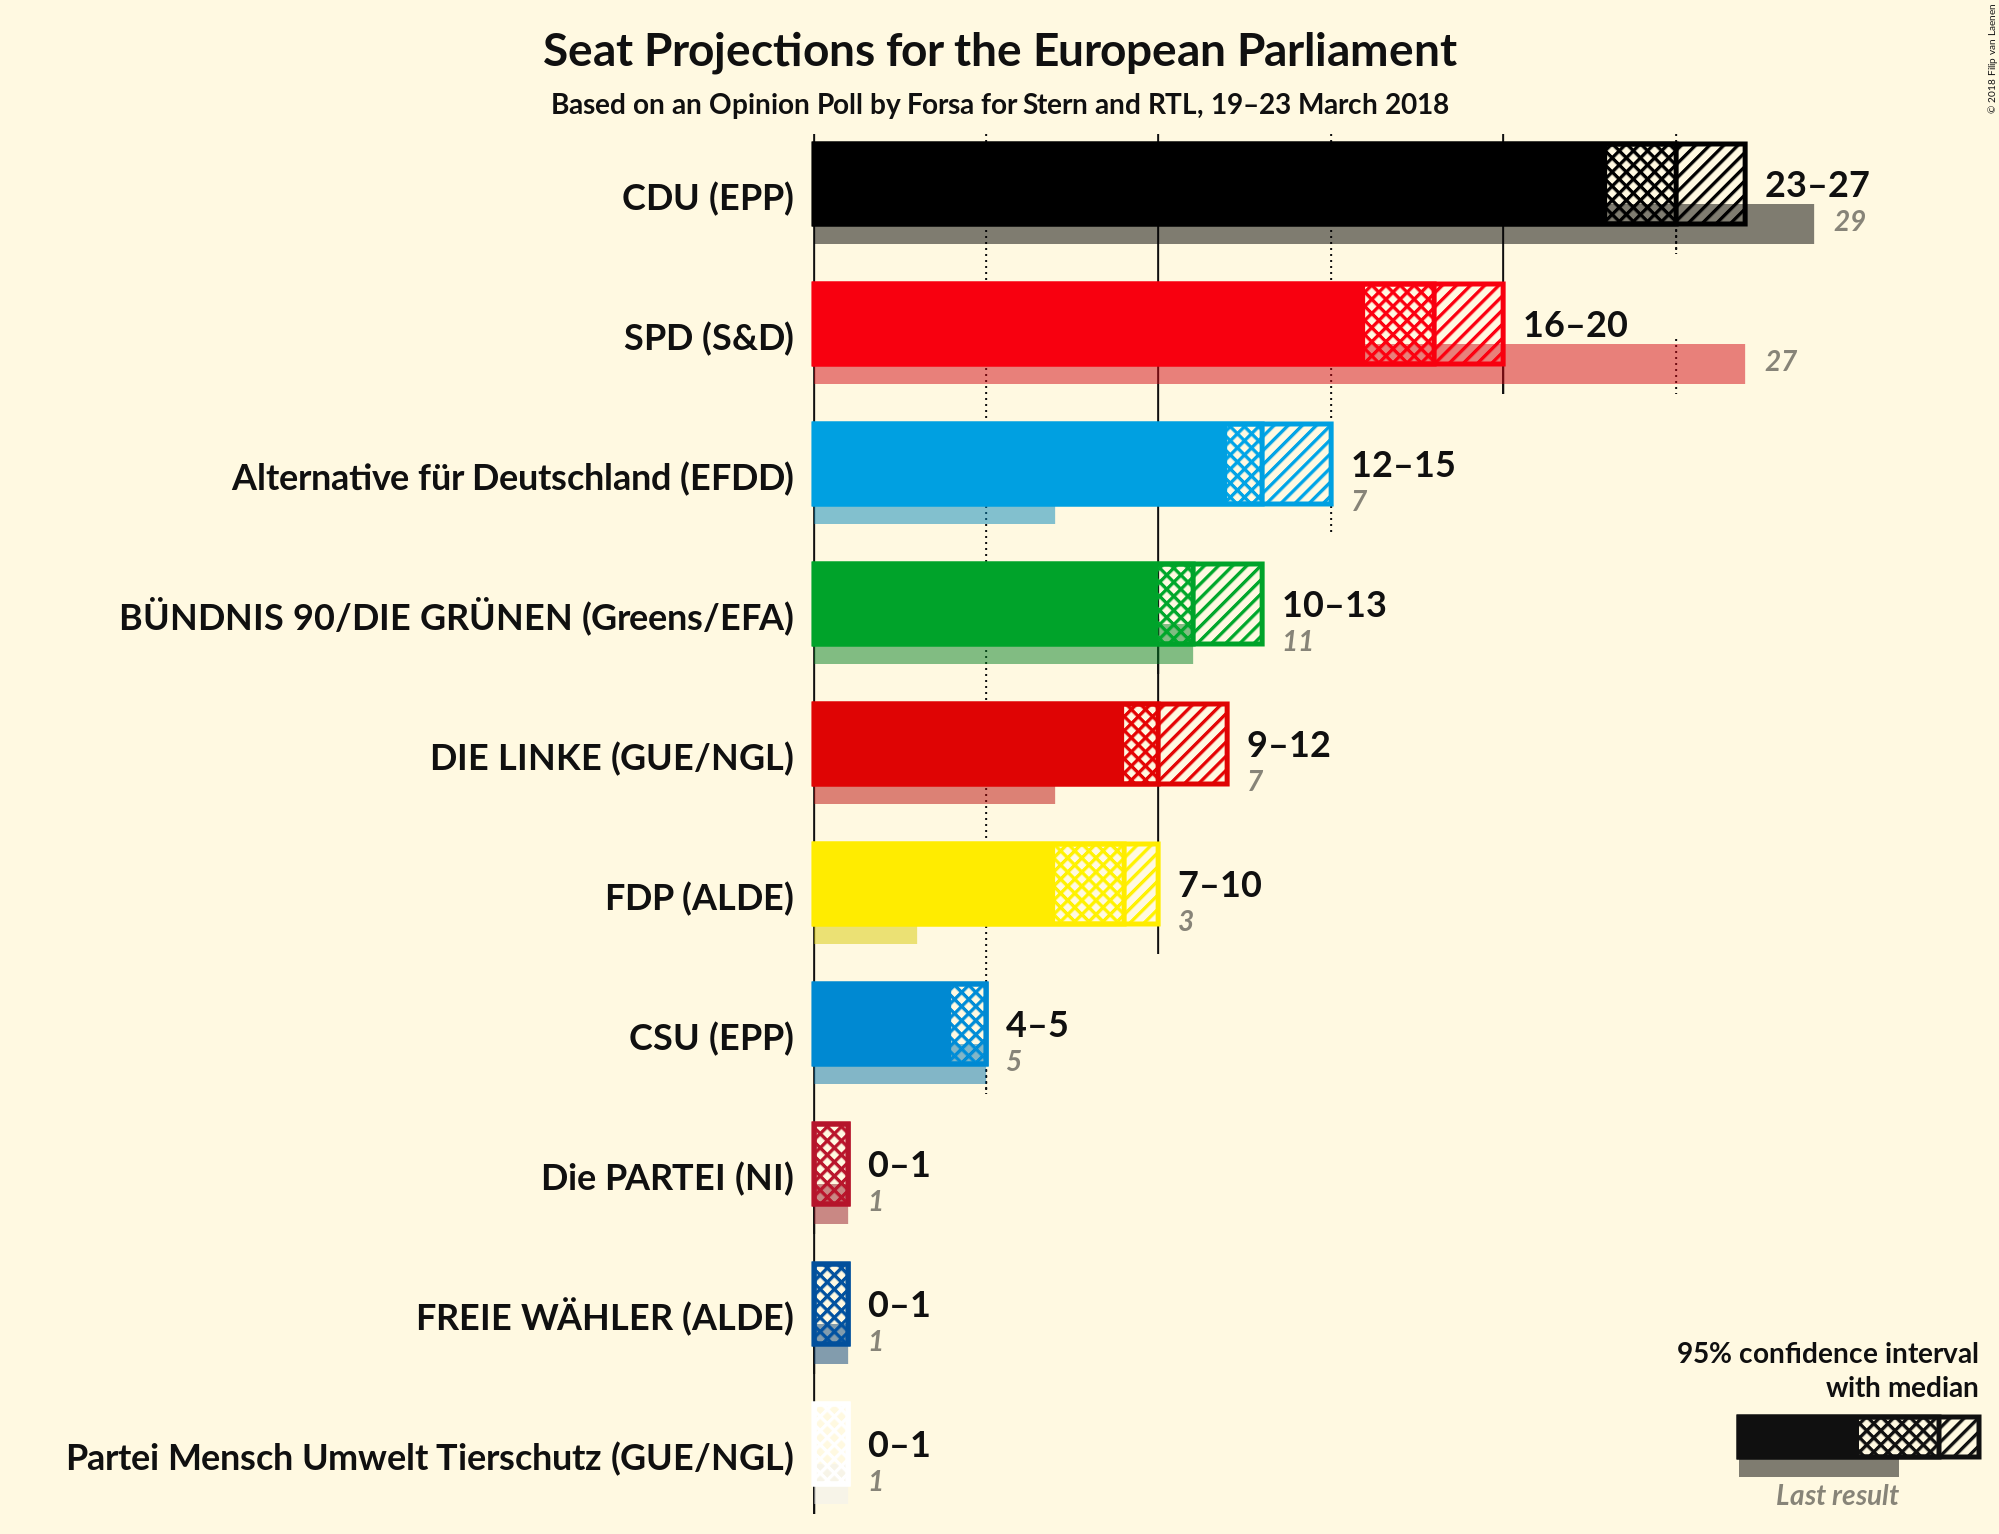 Seat Projections for the European Parliament
Based on an Opinion Poll by Forsa for Stern and RTL, 19–23 March 2018
© 2018 Filip van Laenen
CDU (EPP)
23–27
29
SPD (S&D)
16–20
27
Alternative für Deutschland (EFDD)
12–15
7
BÜNDNIS 90/DIE GRÜNEN (Greens/EFA)
10–13
11
DIE LINKE (GUE/NGL)
9–12
7
FDP (ALDE)
7–10
3
CSU (EPP)
4–5
5
Die PARTEI (NI)
0–1
1
FREIE WÄHLER (ALDE)
0–1
1
Partei Mensch Umwelt Tierschutz (GUE/NGL)
0–1
1
95% confidence interval
with median
Last result